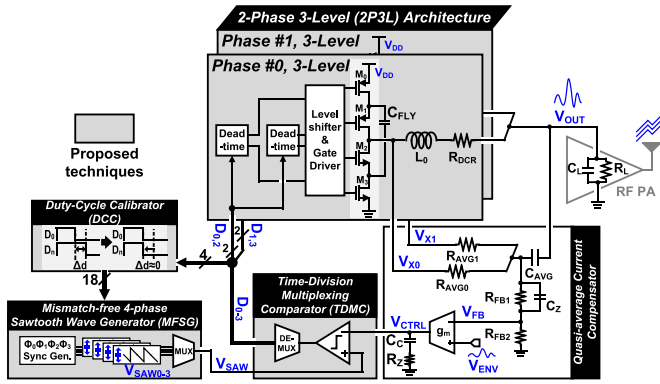 2-Phase 3-Level (2P3L) Architecture
Phase #1, 3-Level
VDD
Phase #0, 3-Level
VDD
M0
M1
M2
M3
CFLY
Dead
-time
Dead
-time
Level
shifter
&
Gate
Driver
L0
RDCR
VOUT
CL
RL
RF PA
Proposed
techniques
Duty-Cycle Calibrator
(DCC)
D0
Dn
Δd
D0
Dn
Δd≈0
4
2
2
D0,2
D1,3
D0-3
18
Mismatch-free 4-phase
Sawtooth Wave Generator (MFSG)
Φ0Φ1Φ2Φ3
Sync Gen.
VSAW0-3
MUX
VSAW
Time-Division
Multiplexing
Comparator (TDMC)
DE-
MUX
VX1
VX0
RAVG1
RAVG0
CAVG
RFB1
CZ
VFB
RFB2
VCTRL
gm
CC
RZ
VENV
Quasi-average Current
Compensator